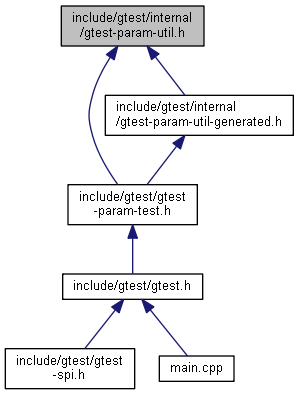 include/gtest/internal
/gtest-param-util.h
include/gtest/internal
/gtest-param-util-generated.h
include/gtest/gtest
-param-test.h
include/gtest/gtest.h
include/gtest/gtest
-spi.h
main.cpp